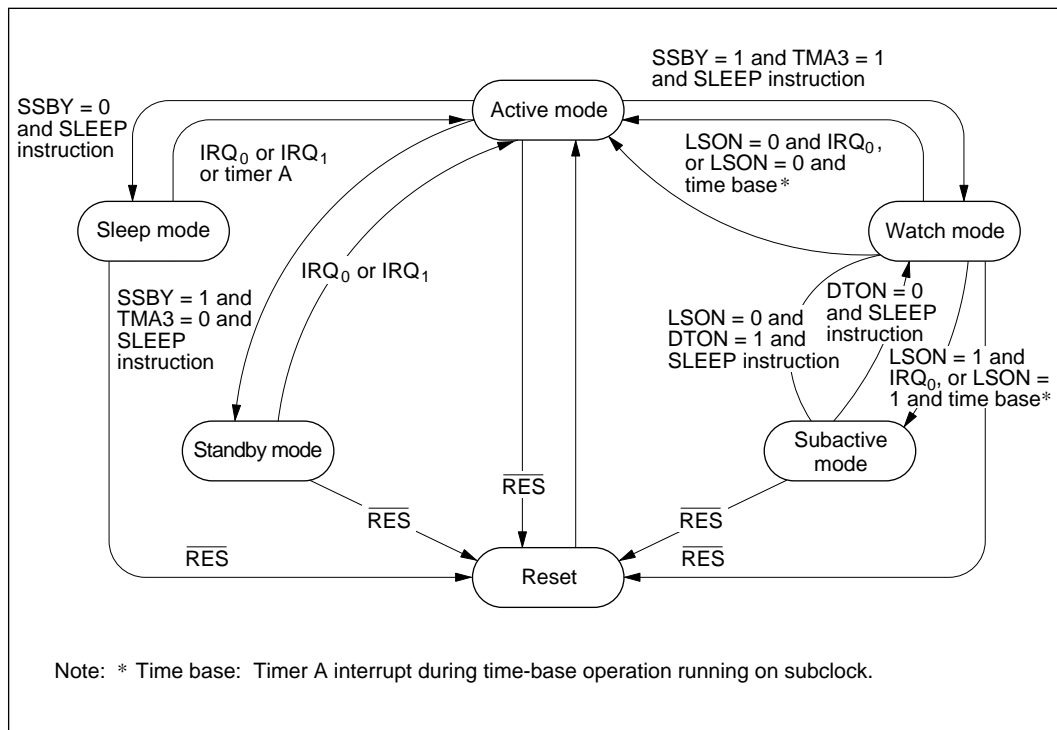 SSBY = 1 and TMA3 = 1
and SLEEP instruction
Active mode
SSBY = 0
and SLEEP
instruction
IRQ0 or IRQ1
or timer A
LSON = 0 and IRQ0,
or LSON = 0 and
time base*
Sleep mode
Watch mode
IRQ0 or IRQ1
SSBY = 1 and
TMA3 = 0 and
SLEEP
instruction
LSON = 0 and
DTON = 1 and
SLEEP instruction
DTON = 0
and SLEEP
instruction
LSON = 1 and
IRQ0, or LSON =
1 and time base*
Standby mode
Subactive
mode
RES
RES
RES
RES
RES
Reset
Note: * Time base: Timer A interrupt during time-base operation running on subclock.